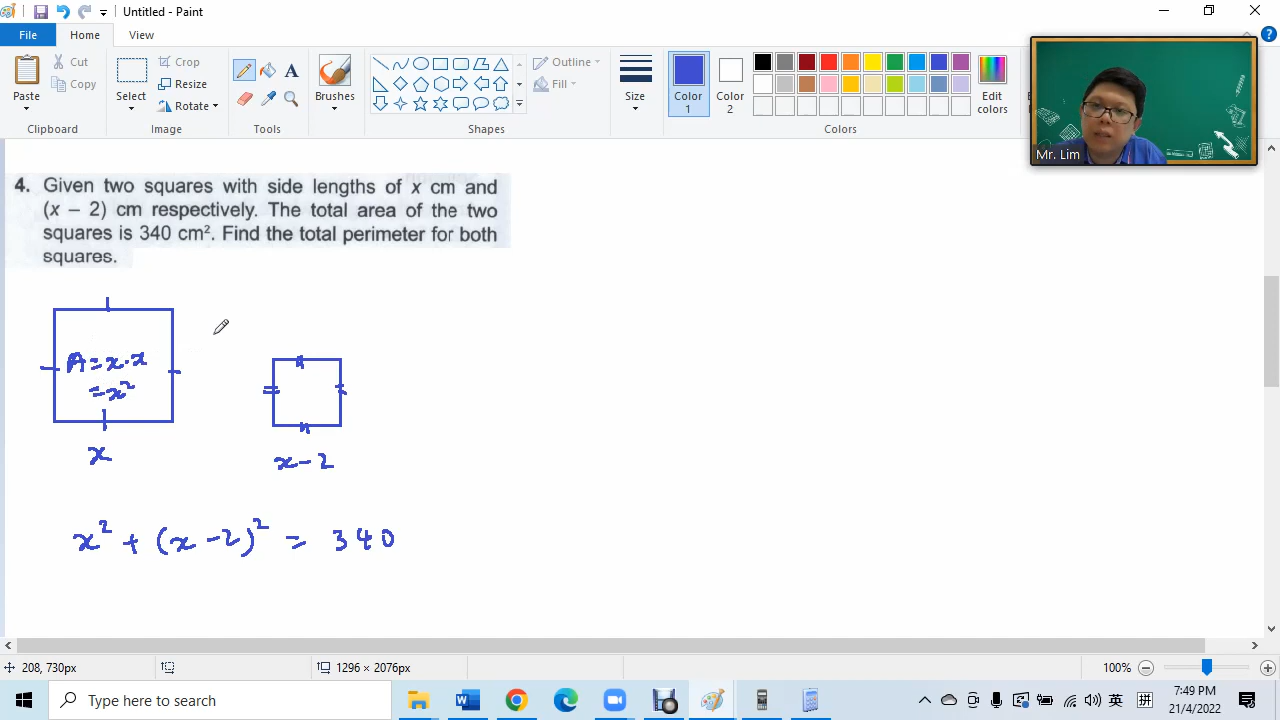 Untitled - Paint
File Home View
Paste
Cut
Copy
Clipboard
Select
Crop
Resize
Rotate
Image
A
Tools
Brushes
Outline
Fill
Shapes
Size
Color 1
Color 2
Edit colors
Colors
Mr. Lim
4. Given two squares with side lengths of x cm and
(x – 2) cm respectively. The total area of the two
squares is 340 cm². Find the total perimeter for both
squares.
A = x·x
= x²
x
x - 2
x² + (x - 2)² = 340
208, 730px
1296 × 2076px
100%
Type here to search
英
拼
7:49 PM
21/4/2022